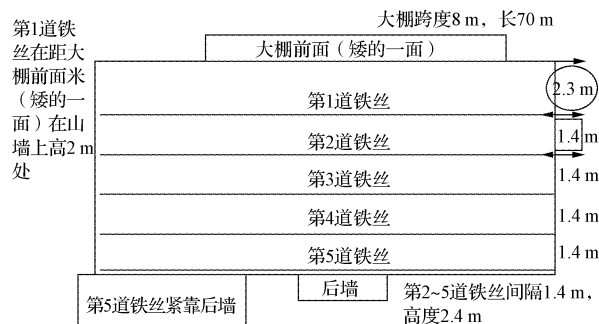 大棚跨度8 m，长70 m
第1道铁
丝在距大
棚前面米
（矮的一
面）在山
墙上高2 m
处
大棚前面（矮的一面）
2.3 m
第1道铁丝
1.4 m
第2道铁丝
1.4 m
第3道铁丝
1.4 m
第4道铁丝
1.4 m
第5道铁丝
后墙
第5道铁丝紧靠后墙
第2~5道铁丝间隔1.4 m，
高度2.4 m